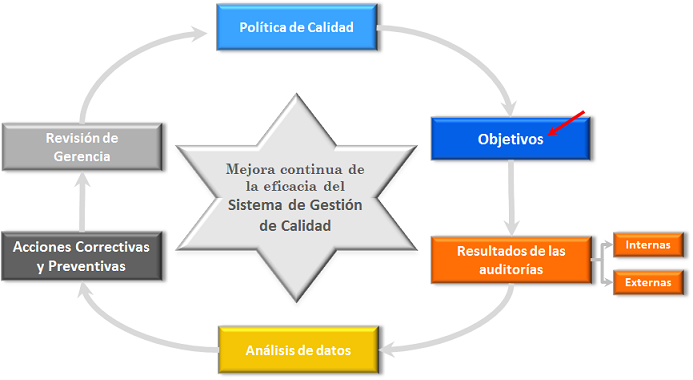 Política de Calidad
Objetivos
Revisión de
Gerencia
Mejora continua de
la eficacia del
Sistema de Gestión
de Calidad
Acciones Correctivas
y Preventivas
Resultados de las
auditorías
Internas
Externas
Análisis de datos